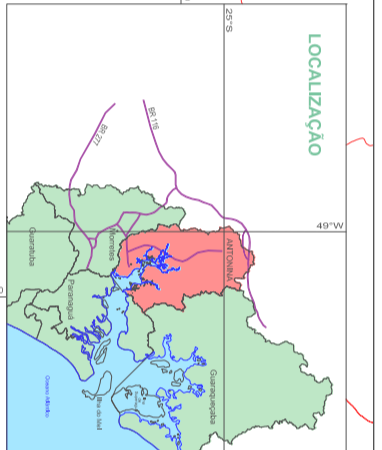 LOCALIZAÇÃO
25°S
49°W
BR 116
BR 277
ANTONINA
Morretes
Guaraqueçaba
Paranaguá
Guaratuba
Ilha do Mel
Oceano Atlântico